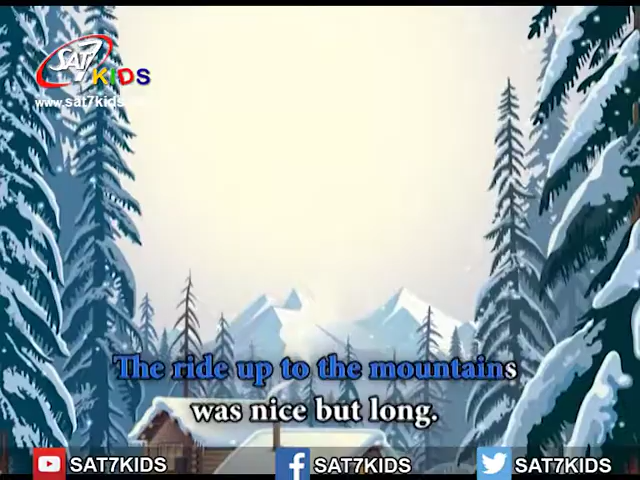 SAT7
KIDS
www.sat7kids
The ride up to the mountains
was nice but long.
SAT7KIDS SAT7KIDS SAT7KIDS